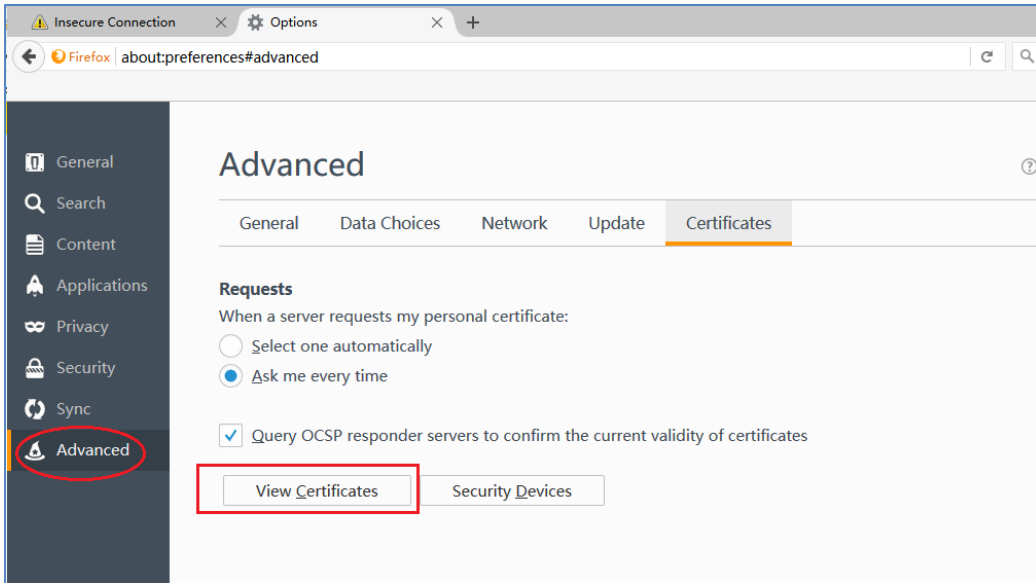 Insecure Connection Options
Firefox about:preferences#advanced
General
Search
Content
Applications
Privacy
Security
Sync
Advanced
Advanced
General Data Choices Network Update Certificates
Requests
When a server requests my personal certificate:
Select one automatically
Ask me every time
Query OCSP responder servers to confirm the current validity of certificates
View Certificates Security Devices